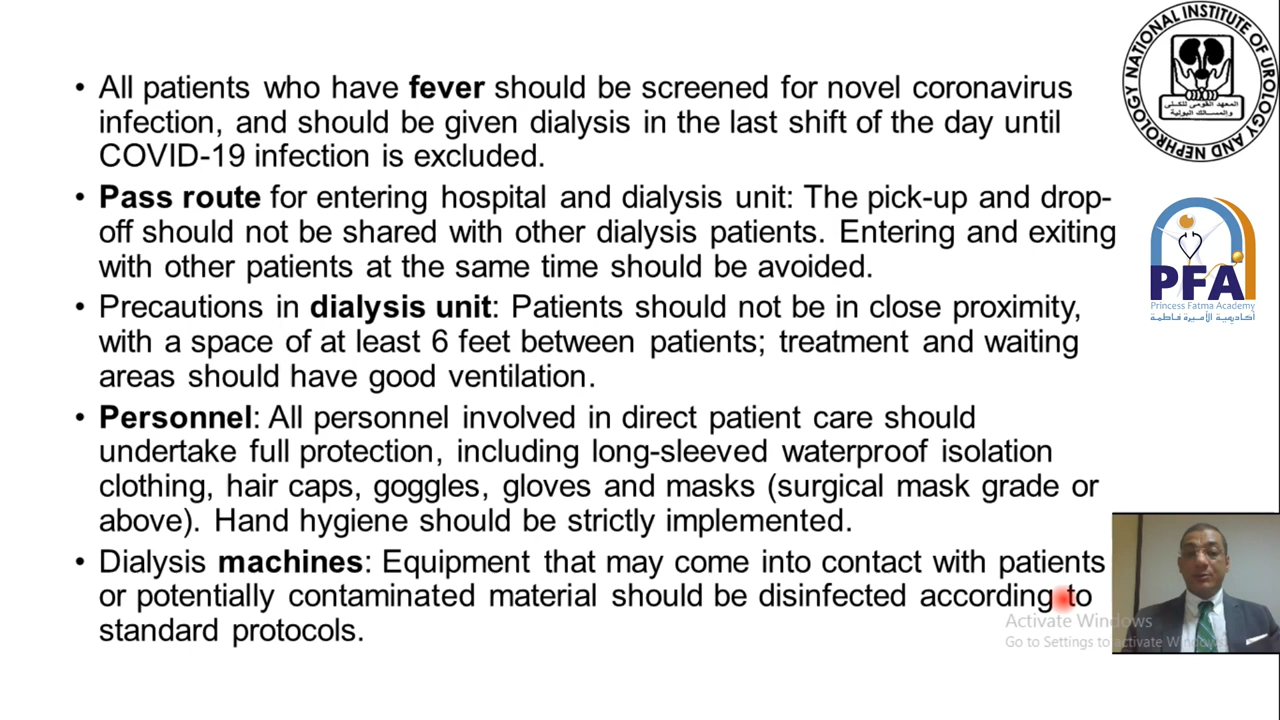 • All patients who have fever should be screened for novel coronavirus
infection, and should be given dialysis in the last shift of the day until
COVID-19 infection is excluded.
• Pass route for entering hospital and dialysis unit: The pick-up and drop-
off should not be shared with other dialysis patients. Entering and exiting
with other patients at the same time should be avoided.
• Precautions in dialysis unit: Patients should not be in close proximity,
with a space of at least 6 feet between patients; treatment and waiting
areas should have good ventilation.
• Personnel: All personnel involved in direct patient care should
undertake full protection, including long-sleeved waterproof isolation
clothing, hair caps, goggles, gloves and masks (surgical mask grade or
above). Hand hygiene should be strictly implemented.
• Dialysis machines: Equipment that may come into contact with patients
or potentially contaminated material should be disinfected according to
standard protocols.
NATIONAL INSTITUTE OF UROLOGY AND NEPHROLOGY
المعهد القومى للكلى
والمسالك البولية
PFA
Princess Fatma Academy
أكاديمية الأميرة فاطمة
Activate Windows
Go to Settings to activate Windows.